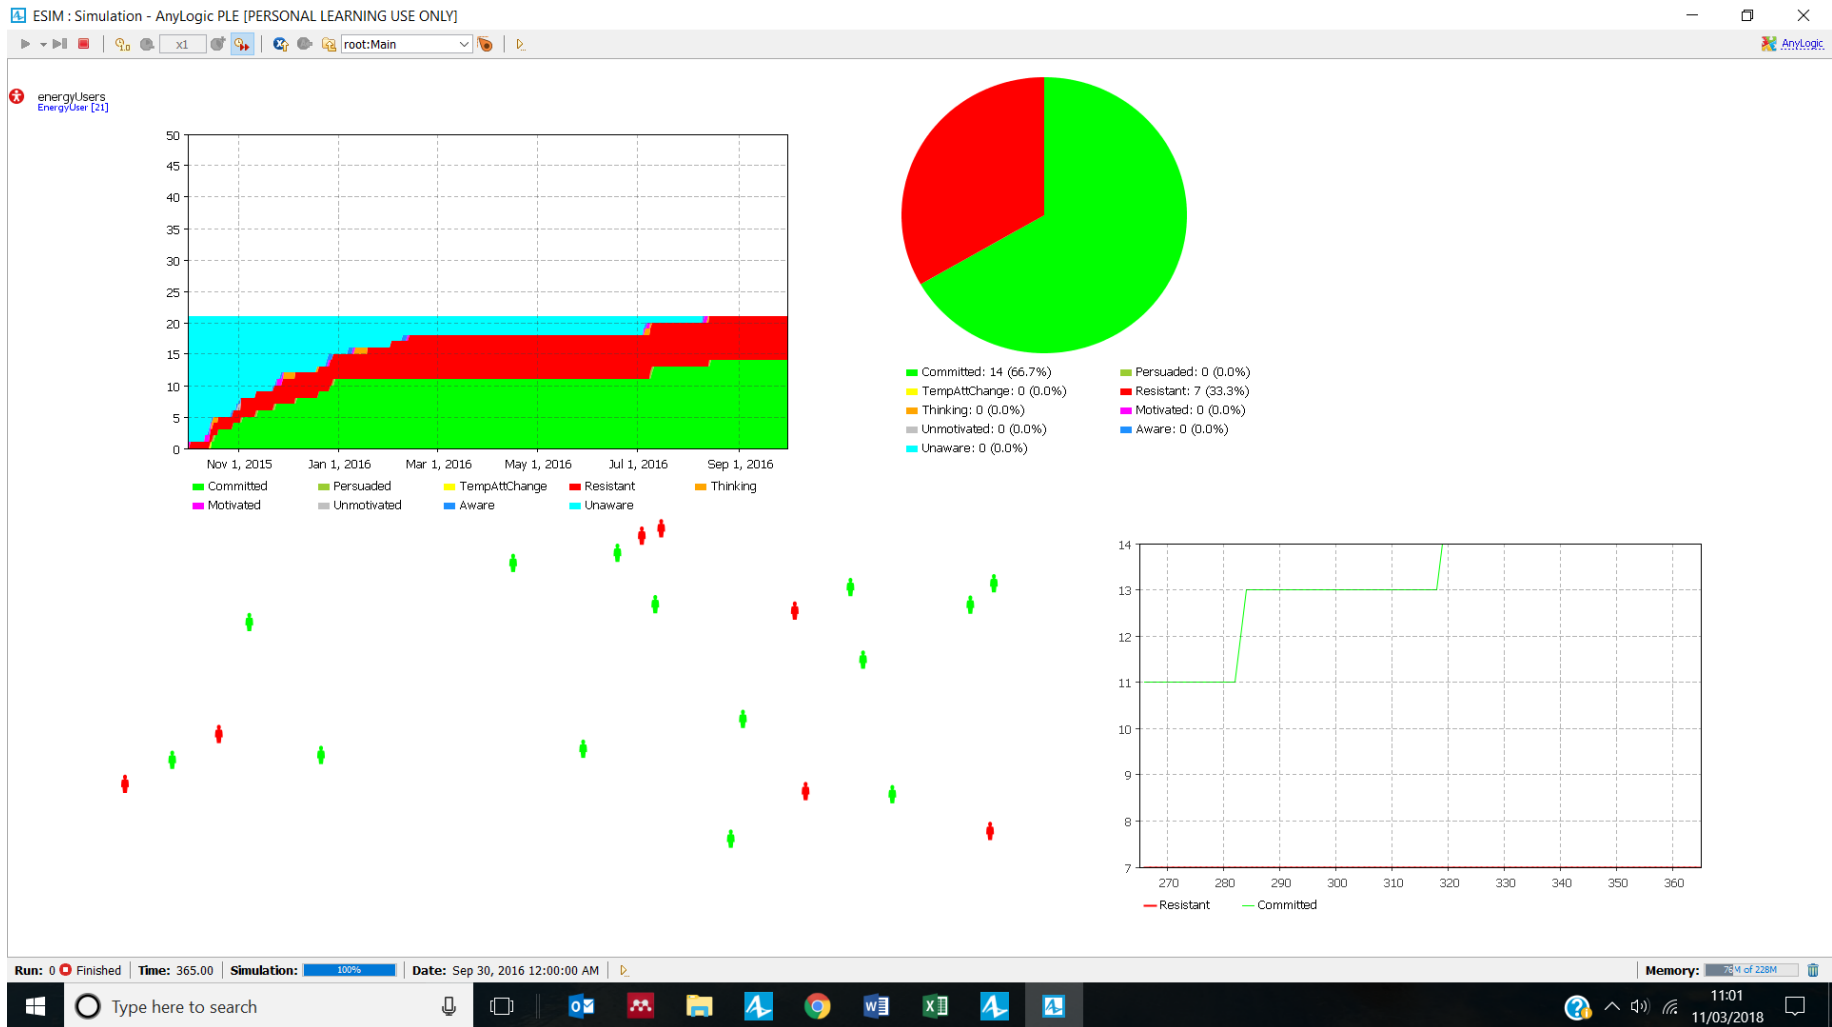 ESIM : Simulation - AnyLogic PLE [PERSONAL LEARNING USE ONLY]
x1
root:Main
AnyLogic
energyUsers
EnergyUser [21]
50
45
40
35
30
25
20
15
10
5
0
Nov 1, 2015 Jan 1, 2016 Mar 1, 2016 May 1, 2016 Jul 1, 2016 Sep 1, 2016
Committed Persuaded TempAttChange Resistant Thinking
Motivated Unmotivated Aware Unaware
Committed: 14 (66.7%) Persuaded: 0 (0.0%)
TempAttChange: 0 (0.0%) Resistant: 7 (33.3%)
Thinking: 0 (0.0%) Motivated: 0 (0.0%)
Unmotivated: 0 (0.0%) Aware: 0 (0.0%)
Unaware: 0 (0.0%)
14
13
12
11
10
9
8
7
270 280 290 300 310 320 330 340 350 360
Resistant Committed
Run: 0 Finished Time: 365.00 Simulation: 100% Date: Sep 30, 2016 12:00:00 AM Memory: 76M of 228M
Type here to search
11:01
11/03/2018